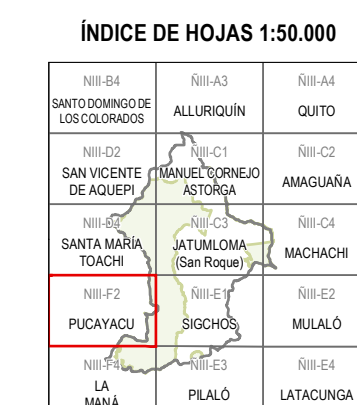 ÍNDICE DE HOJAS 1:50.000
NIII-B4 ÑIII-A3 ÑIII-A4
SANTO DOMINGO DE
LOS COLORADOS
ALLURIQUÍN
QUITO
NIII-D2 ÑIII-C1 ÑIII-C2
SAN VICENTE
DE AQUEPI
MANUEL CORNEJO
ASTORGA
AMAGUAÑA
NIII-D4 ÑIII-C3 ÑIII-C4
SANTA MARÍA
TOACHI
JATUMLOMA
(San Roque)
MACHACHI
NIII-F2 ÑIII-E1 ÑIII-E2
PUCAYACU
SIGCHOS
MULALÓ
NIII-F4 ÑIII-E3 ÑIII-E4
LA
MANÁ
PILALÓ
LATACUNGA